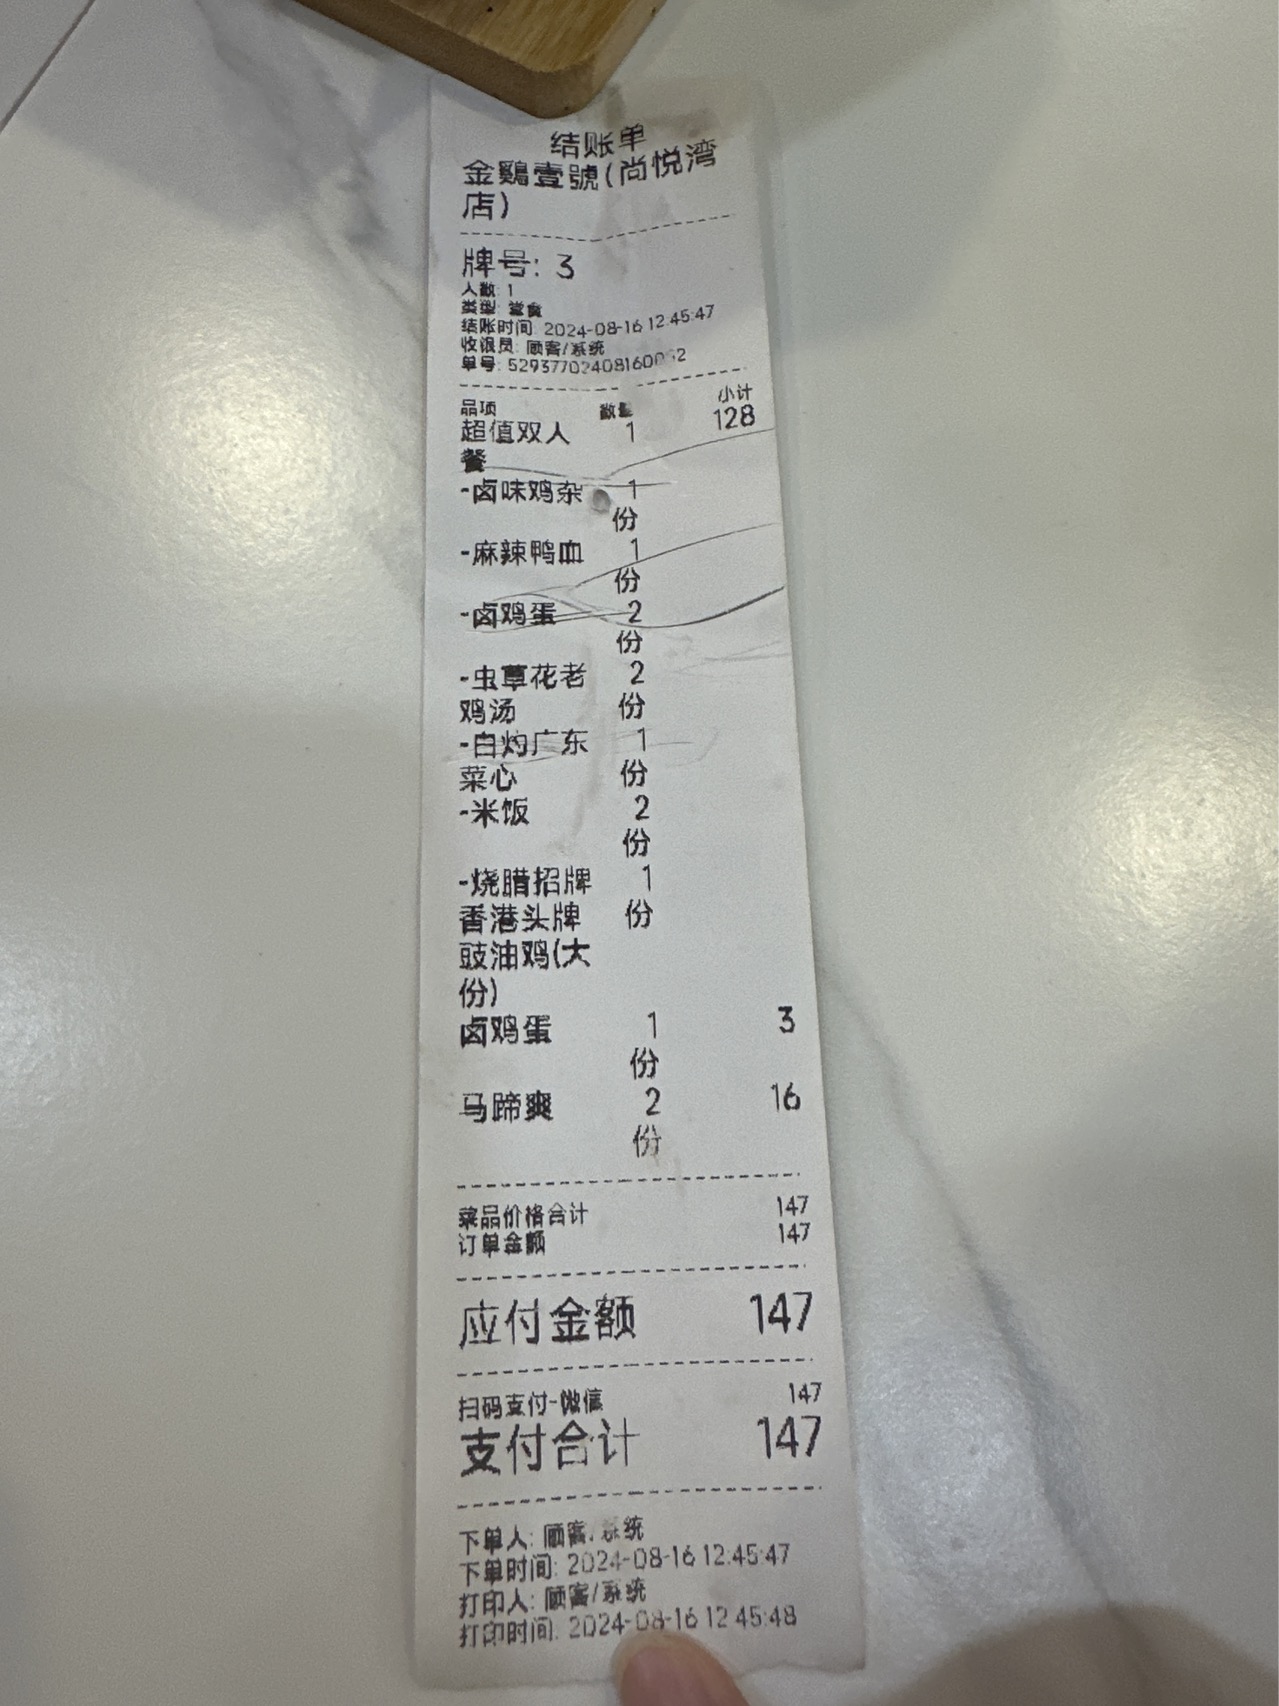 结账单
金鷄壹號(尚悦湾
店)
牌号: 3
人数: 1
类型: 堂食
结账时间: 2024-08-16 12:45:47
收银员: 顾客/系统
单号:
品项 数量 小计
超值双人 1 128
餐
-卤味鸡杂 1
份
-麻辣鸭血 1
份
-卤鸡蛋 2
份
-虫草花老 2
鸡汤 份
-白灼广东 1
菜心 份
-米饭 2
份
-烧腊招牌 1
香港头牌 份
豉油鸡(大
份)
卤鸡蛋 1 3
份
马蹄爽 2 16
份
菜品价格合计 147
订单金额 147
应付金额 147
扫码支付-微信 147
支付合计 147
下单人: 顾客/系统
下单时间: 2024-08-16 12:45:47
打印人: 顾客/系统
打印时间: 2024-08-16 12:45:48